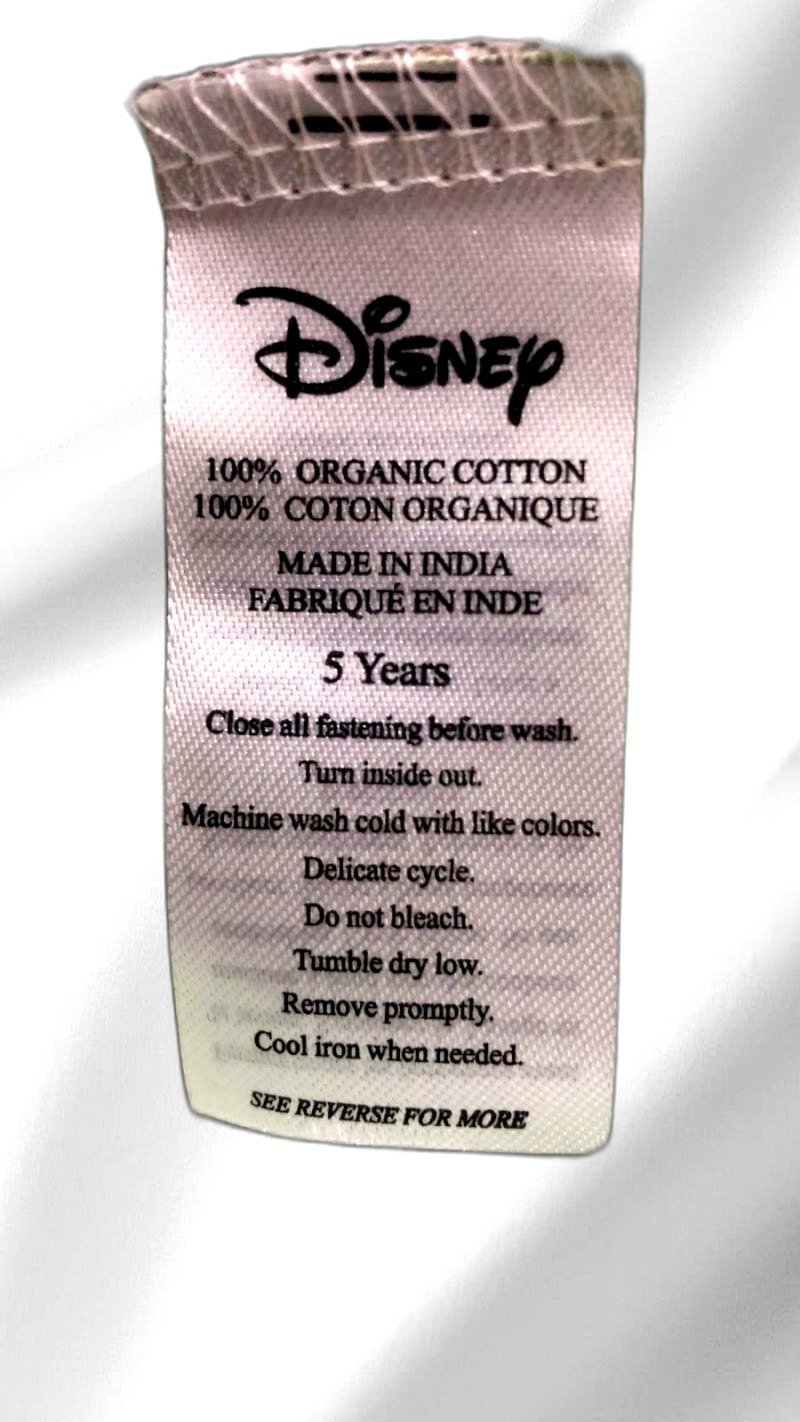 Disney
100% ORGANIC COTTON
100% COTON ORGANIQUE
MADE IN INDIA
FABRIQUÉ EN INDE
5 Years
Close all fastening before wash.
Turn inside out.
Machine wash cold with like colors.
Delicate cycle.
Do not bleach.
Tumble dry low.
Remove promptly.
Cool iron when needed.
SEE REVERSE FOR MORE